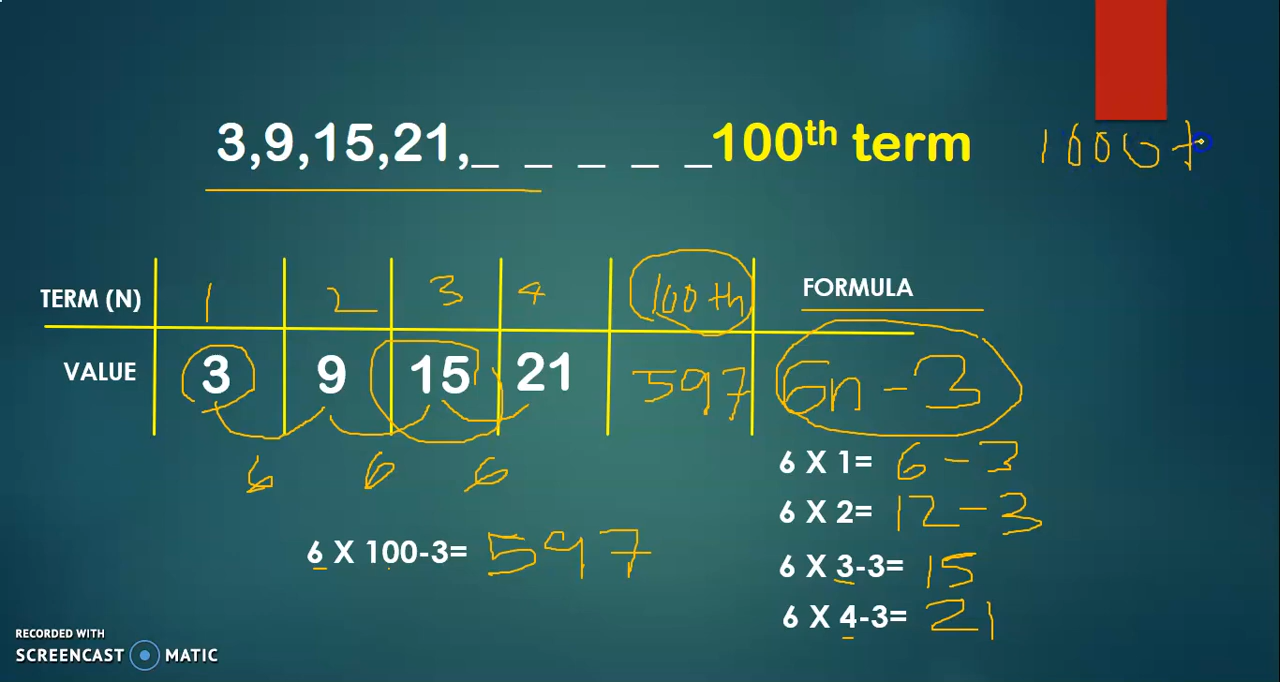 3,9,15,21,_ _ _ _ _100th term 1000 t
TERM (N) 1 2 3 4 100th FORMULA
VALUE 3 9 15 21 597 6n - 3
6 6 6
6 X 1= 6 - 3
6 X 2= 12 - 3
6 X 100-3= 597
6 X 3-3= 15
6 X 4-3= 21
RECORDED WITH
SCREENCAST MATIC